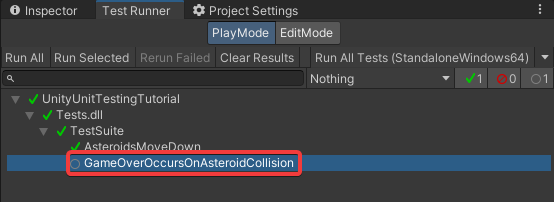 Inspector Test Runner Project Settings
PlayMode EditMode
Run All Run Selected Rerun Failed Clear Results Run All Tests (StandaloneWindows64)
Nothing 1 0 1
UnityUnitTestingTutorial
Tests.dll
TestSuite
AsteroidsMoveDown
GameOverOccursOnAsteroidCollision